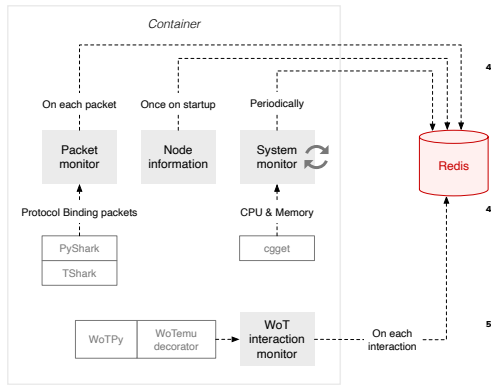 Container
4
On each packet
Once on startup
Periodically
Packet
monitor
Node
information
System
monitor
Redis
Protocol Binding packets
CPU & Memory
4
PyShark
cgget
TShark
WoTPy
WoTemu
decorator
WoT
interaction
monitor
On each
interaction
5